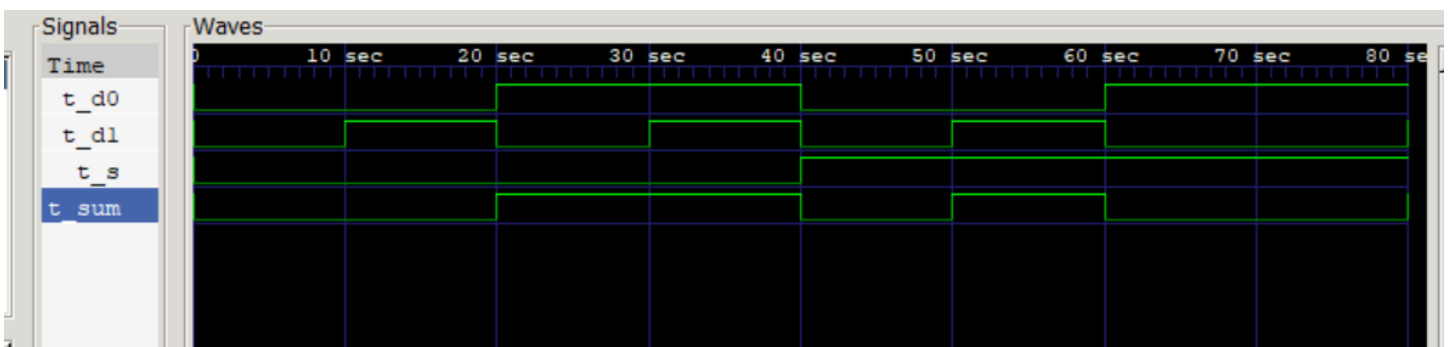 Signals
Waves
Time
0 10 sec 20 sec 30 sec 40 sec 50 sec 60 sec 70 sec 80 se
t_d0
t_d1
t_s
t_sum